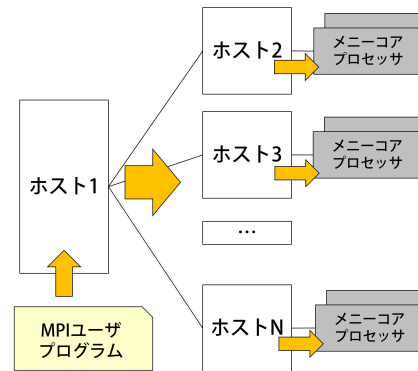 ホスト2
メニーコア
プロセッサ
ホスト1
ホスト3
メニーコア
プロセッサ
…
MPIユーザ
プログラム
ホストN
メニーコア
プロセッサ